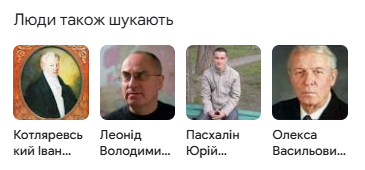 Люди також шукають
Котляревсь
кий Іван...
Леонід
Володими...
Пасхалін
Юрій...
Олекса
Васильови...